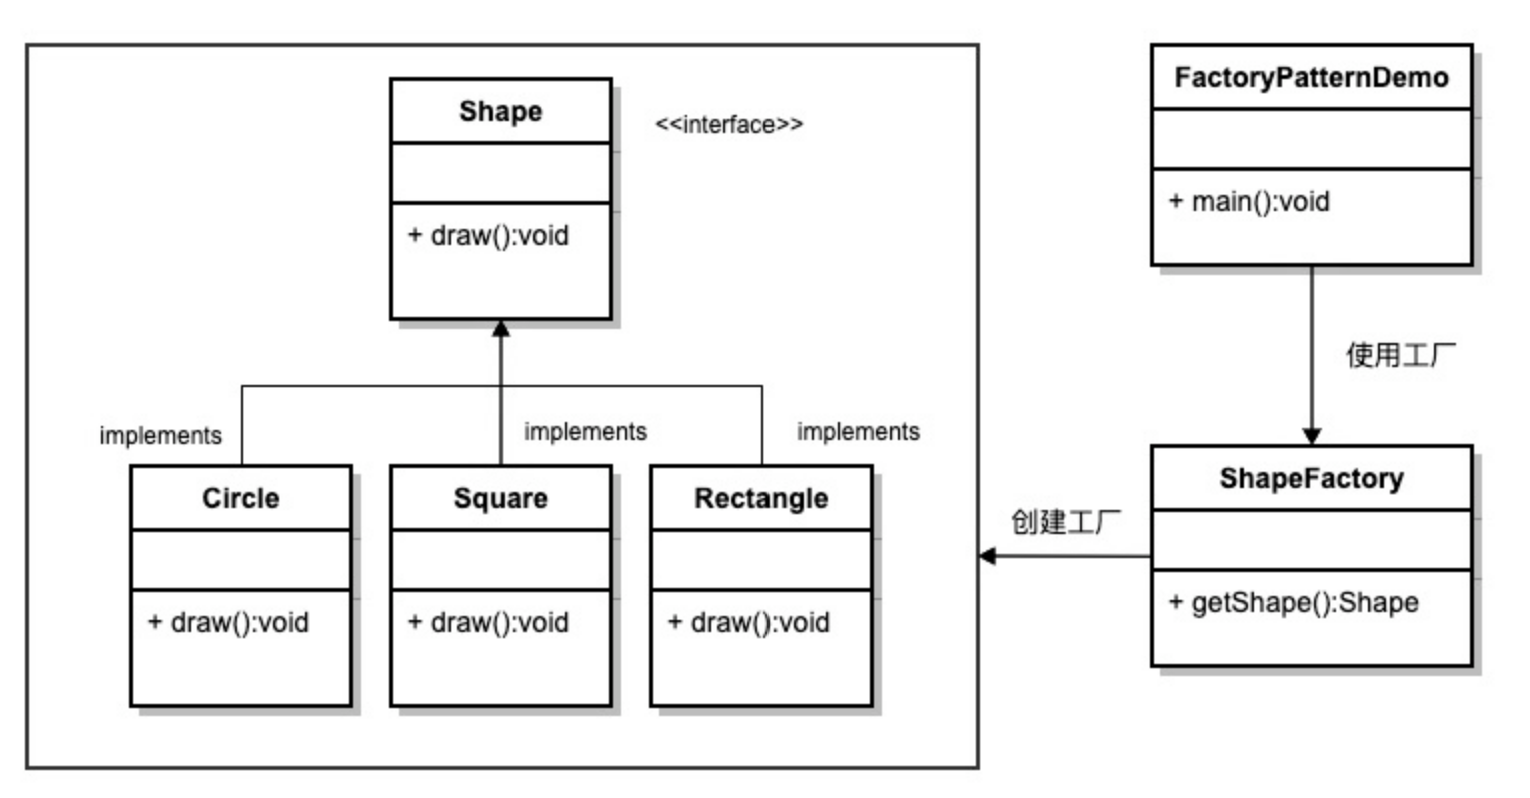 Shape
<<interface>>
+ draw():void
implements
implements
implements
Circle
+ draw():void
Square
+ draw():void
Rectangle
+ draw():void
FactoryPatternDemo
+ main():void
使用工厂
ShapeFactory
+ getShape():Shape
创建工厂